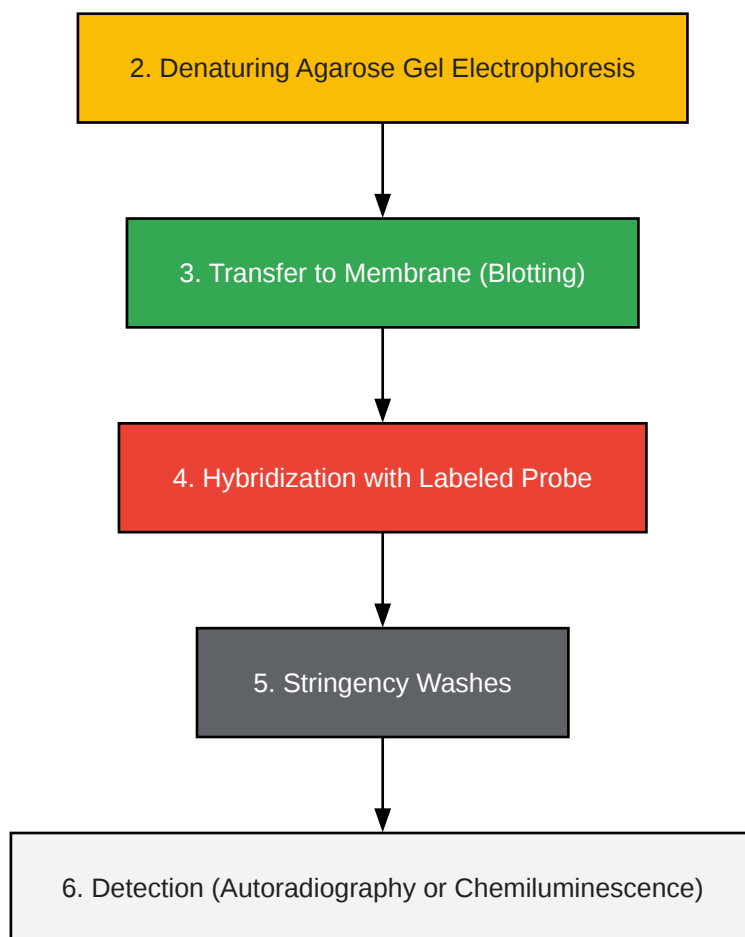 2. Denaturing Agarose Gel Electrophoresis
3. Transfer to Membrane (Blotting)
4. Hybridization with Labeled Probe
5. Stringency Washes
6. Detection (Autoradiography or Chemiluminescence)